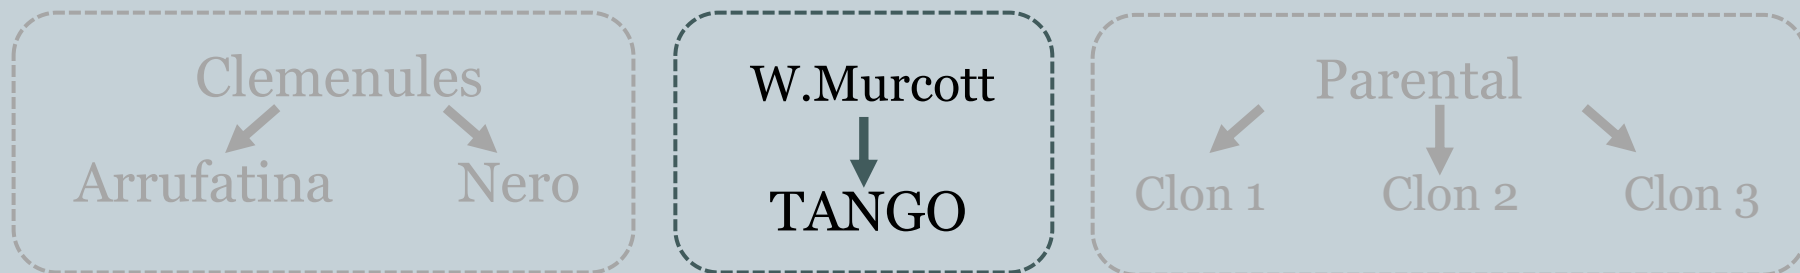 Clemenules
Arrufatina Nero
W.Murcott
TANGO
Parental
Clon 1 Clon 2 Clon 3